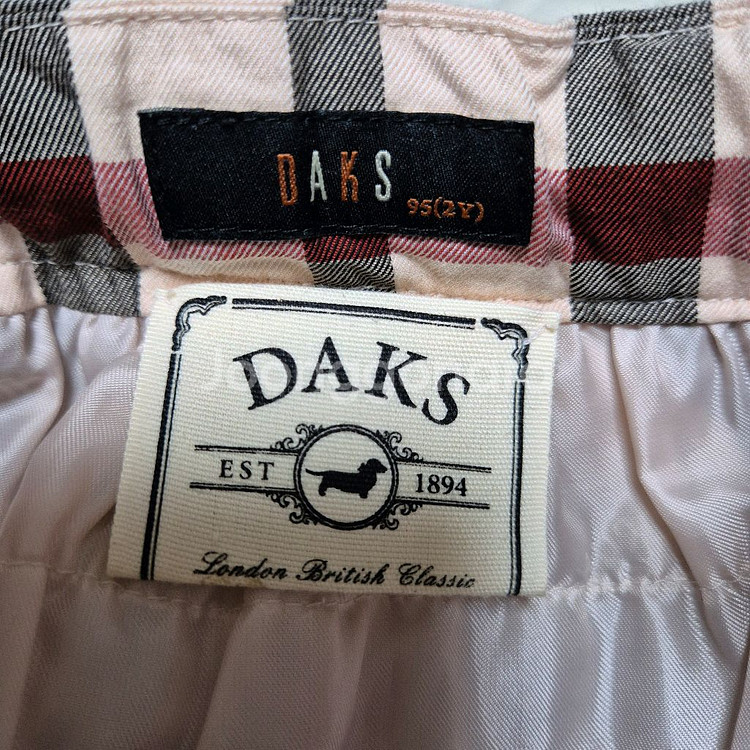 DAKS
95(2Y)
DAKS
EST
1894
London British Classic